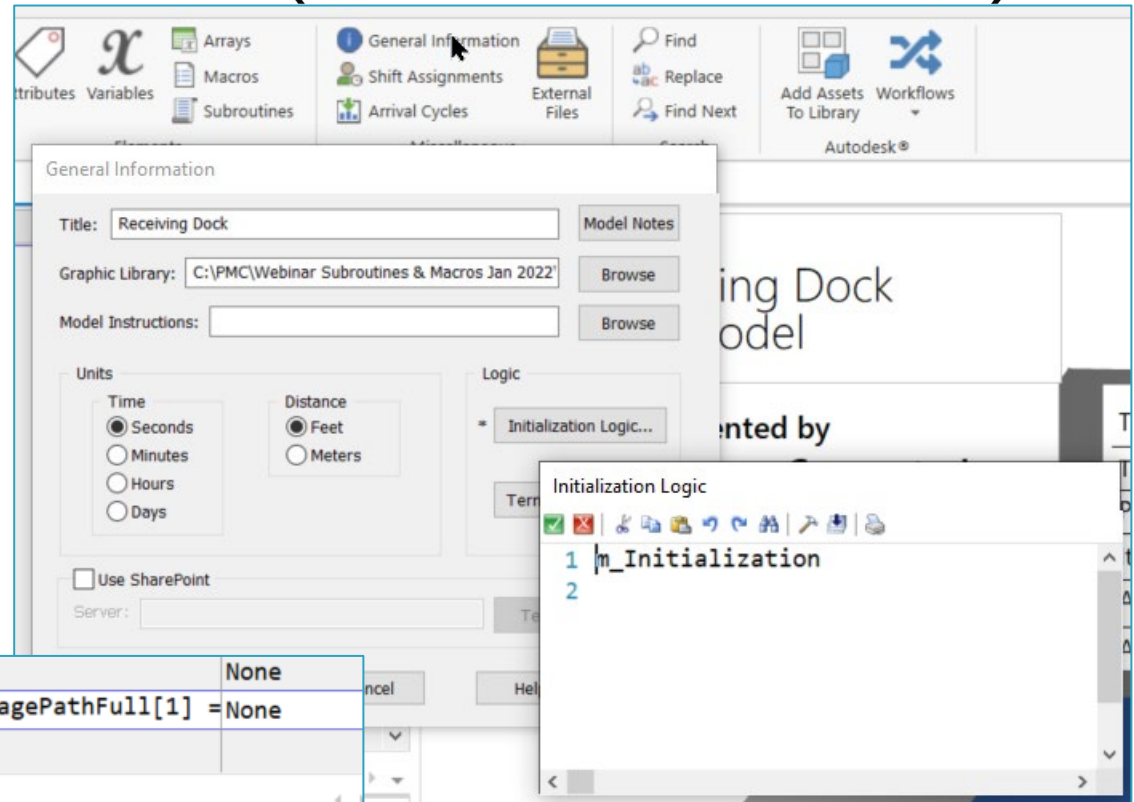 Arrays
General Information
Find
Macros
Shift Assignments
Replace
Variables
External Files
Add Assets To Library
Workflows
Subroutines
Arrival Cycles
Find Next
Autodesk®
General Information
Title: Receiving Dock
Model Notes
Graphic Library: C:\PMC\Webinar Subroutines & Macros Jan 2022'
Browse
Model Instructions:
Browse
Units
Logic
Time
Distance
Seconds
Feet
* Initialization Logic...
Minutes
Meters
Hours
Days
Use SharePoint
Server:
Initialization Logic
1 m_Initialization
2
ing Dock
odel
ented by
None
agePathFull[1] = None